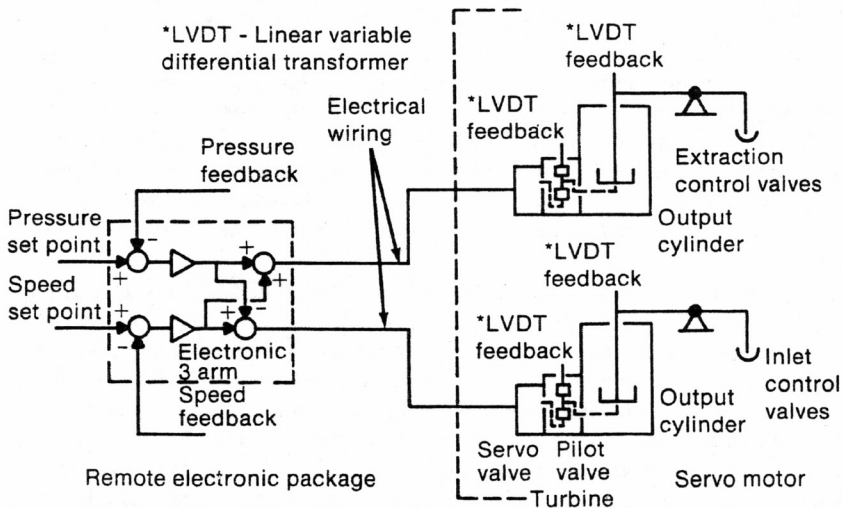 *LVDT - Linear variable
differential transformer
*LVDT
feedback
Electrical
wiring
*LVDT
feedback
Pressure
feedback
Extraction
control valves
Pressure
set point
-
+
+
+
Output
cylinder
Speed
set point
*LVDT
feedback
+
+
-
-
*LVDT
feedback
Electronic
3 arm
Speed
feedback
Inlet
control
valves
Output
cylinder
Servo
valve
Pilot
valve
Remote electronic package
Servo motor
Turbine